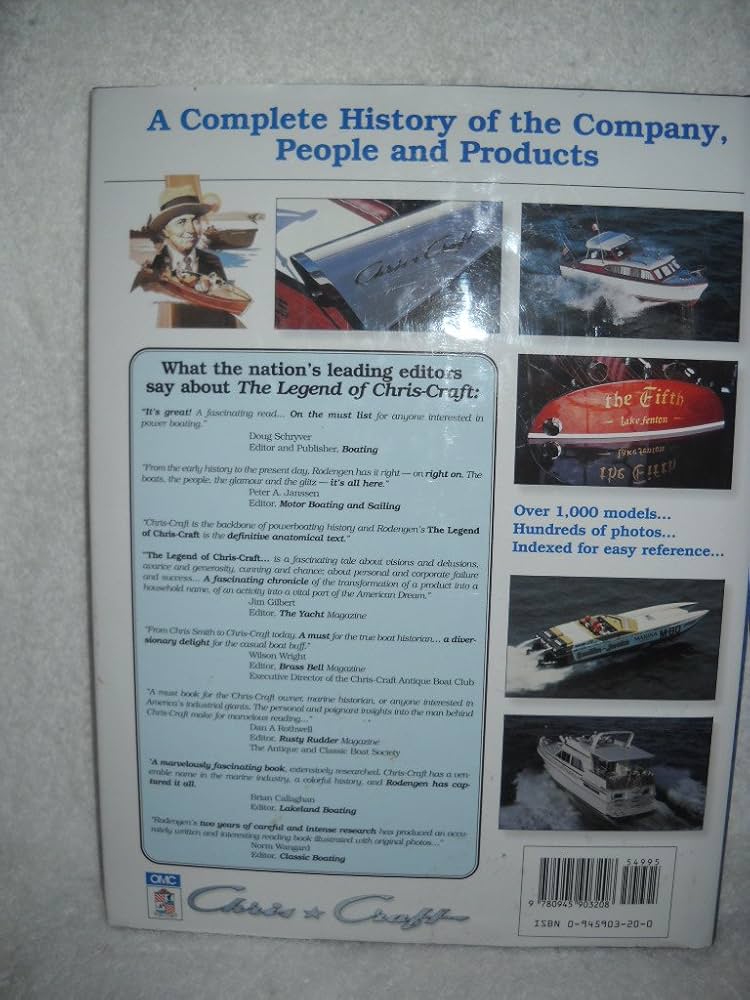 A Complete History of the Company,
People and Products
Chris Craft
the Fifth
Lake Fenton
What the nation's leading editors
say about The Legend of Chris-Craft:
"It's great! A fascinating read... On the must list for anyone interested in
power boating."
Doug Schryver
Editor and Publisher, Boating
"From the early history to the present day, Rodengen has it right — on right on. The
boats, the people, the glamour and the glitz — it's all here."
Peter A. Janssen
Editor, Motor Boating and Sailing
"Chris-Craft is the backbone of powerboating history and Rodengen's The Legend
of Chris-Craft is the definitive anatomical text."
"The Legend of Chris-Craft... is a fascinating tale about visions and delusions,
avarice and generosity, cunning and chance; about personal and corporate failure
and success... A fascinating chronicle of the transformation of a product into a
household name, of an activity into a vital part of the American Dream."
Jim Gilbert
Editor, The Yacht Magazine
"From Chris Smith to Chris-Craft today. A must for the true boat historian... a diver-
sionary delight for the casual boat buff."
Wilson Wright
Editor, Brass Bell Magazine
Executive Director of the Chris-Craft Antique Boat Club
"A must book for the Chris-Craft owner, marine historian, or anyone interested in
America's industrial giants. The personal and poignant insights into the man behind
Chris-Craft make for marvelous reading..."
Dan A Rothwell
Editor, Rusty Rudder Magazine
The Antique and Classic Boat Society
"A marvelously fascinating book, extensively researched. Chris-Craft has a ven-
erable name in the marine industry, a colorful history, and Rodengen has cap-
tured it all.
Brian Callaghan
Editor, Lakeland Boating
"Rodengen's two years of careful and intense research has produced an accu-
rately written and interesting reading book illustrated with original photos..."
Norm Wangard
Editor, Classic Boating
Over 1,000 models...
Hundreds of photos...
Indexed for easy reference...
OMC
Chris Craft
54995
9 780945 903208
ISBN 0-945903-20-0